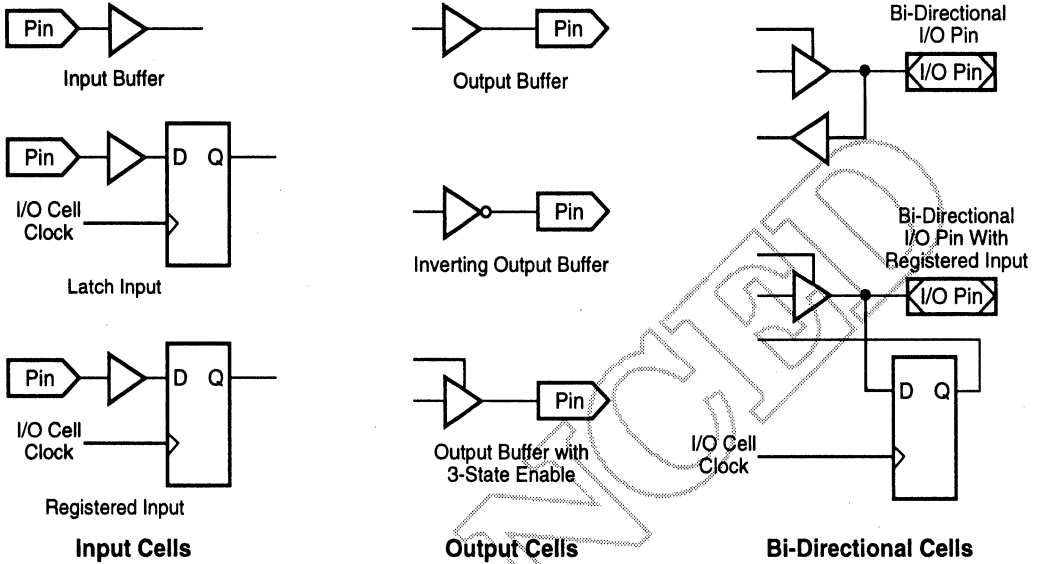 Pin
Input Buffer
Pin
D Q
I/O Cell
Clock
Latch Input
Pin
D Q
I/O Cell
Clock
Registered Input
Input Cells
Pin
Output Buffer
Pin
Inverting Output Buffer
Pin
Output Buffer with
3-State Enable
Output Cells
Bi-Directional
I/O Pin
I/O Pin
Bi-Directional
I/O Pin With
Registered Input
I/O Pin
D Q
I/O Cell
Clock
Bi-Directional Cells